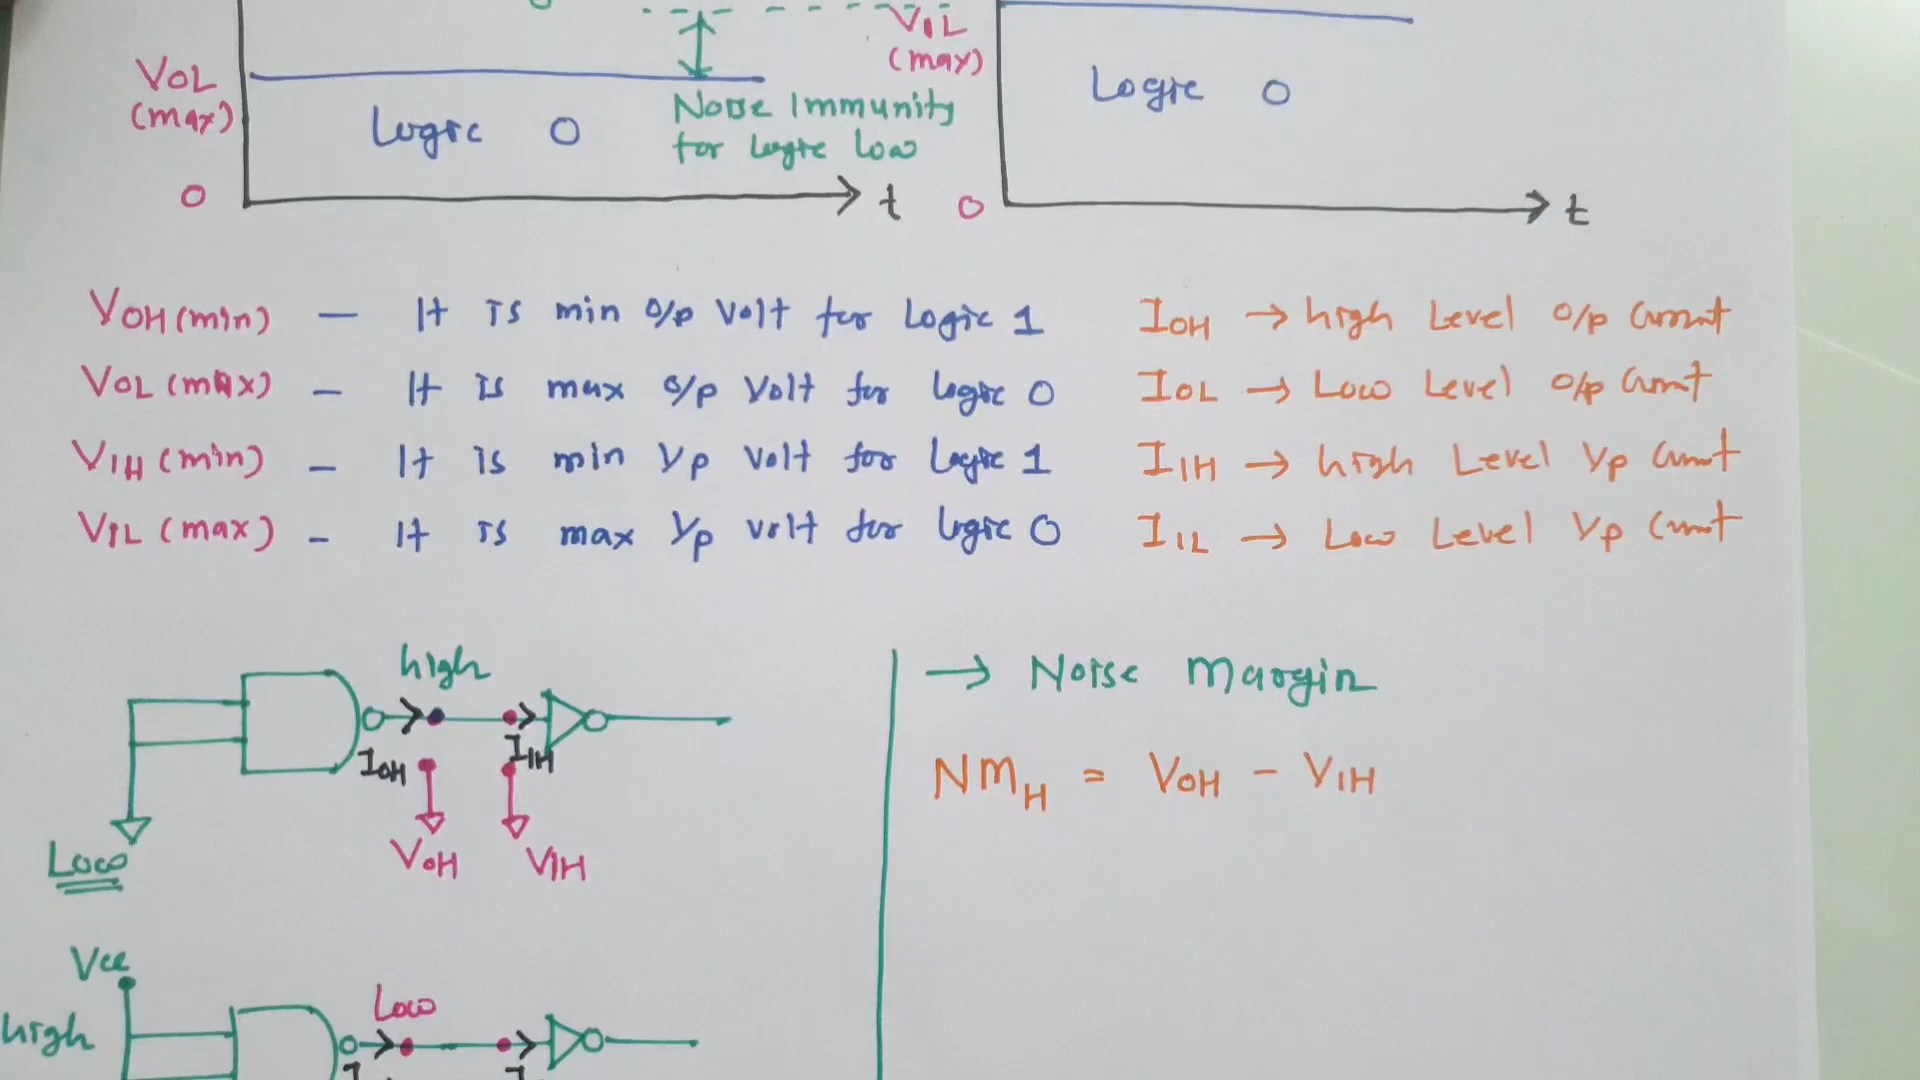 VOL
(max)
Logic 0
0
t
Noise Immunity
for Logic Low
VIL
(max)
Logic 0
0
t
VOH (min) — It is min o/p Volt for Logic 1
VOL (max) – It is max o/p Volt for Logic 0
VIH (min) – It is min I/p Volt for Logic 1
VIL (max) – It is max I/p volt for logic 0
IOH → high Level o/p Current
IOL → Low Level o/p Current
IIH → high Level I/p Current
IIL → Low Level I/p Current
high
IOH
IIH
Low
VOH
VIH
→ Noise Margin
NMH = VOH - VIH
Vcc
high
Low